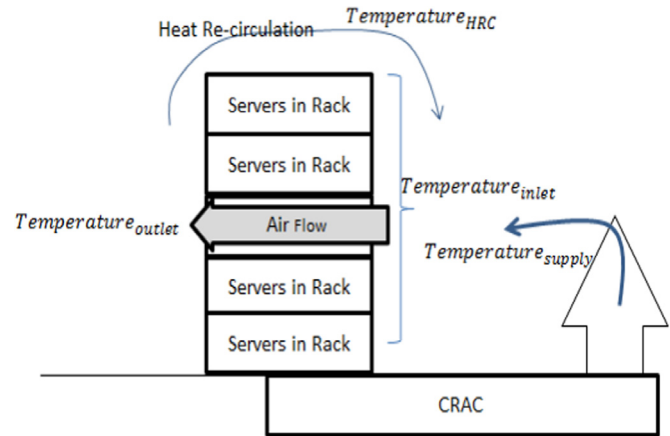 Heat Re-circulation
Temperature_HRC
Servers in Rack
Servers in Rack
Temperature_inlet
Temperature_outlet
Air Flow
Temperature_supply
Servers in Rack
Servers in Rack
CRAC